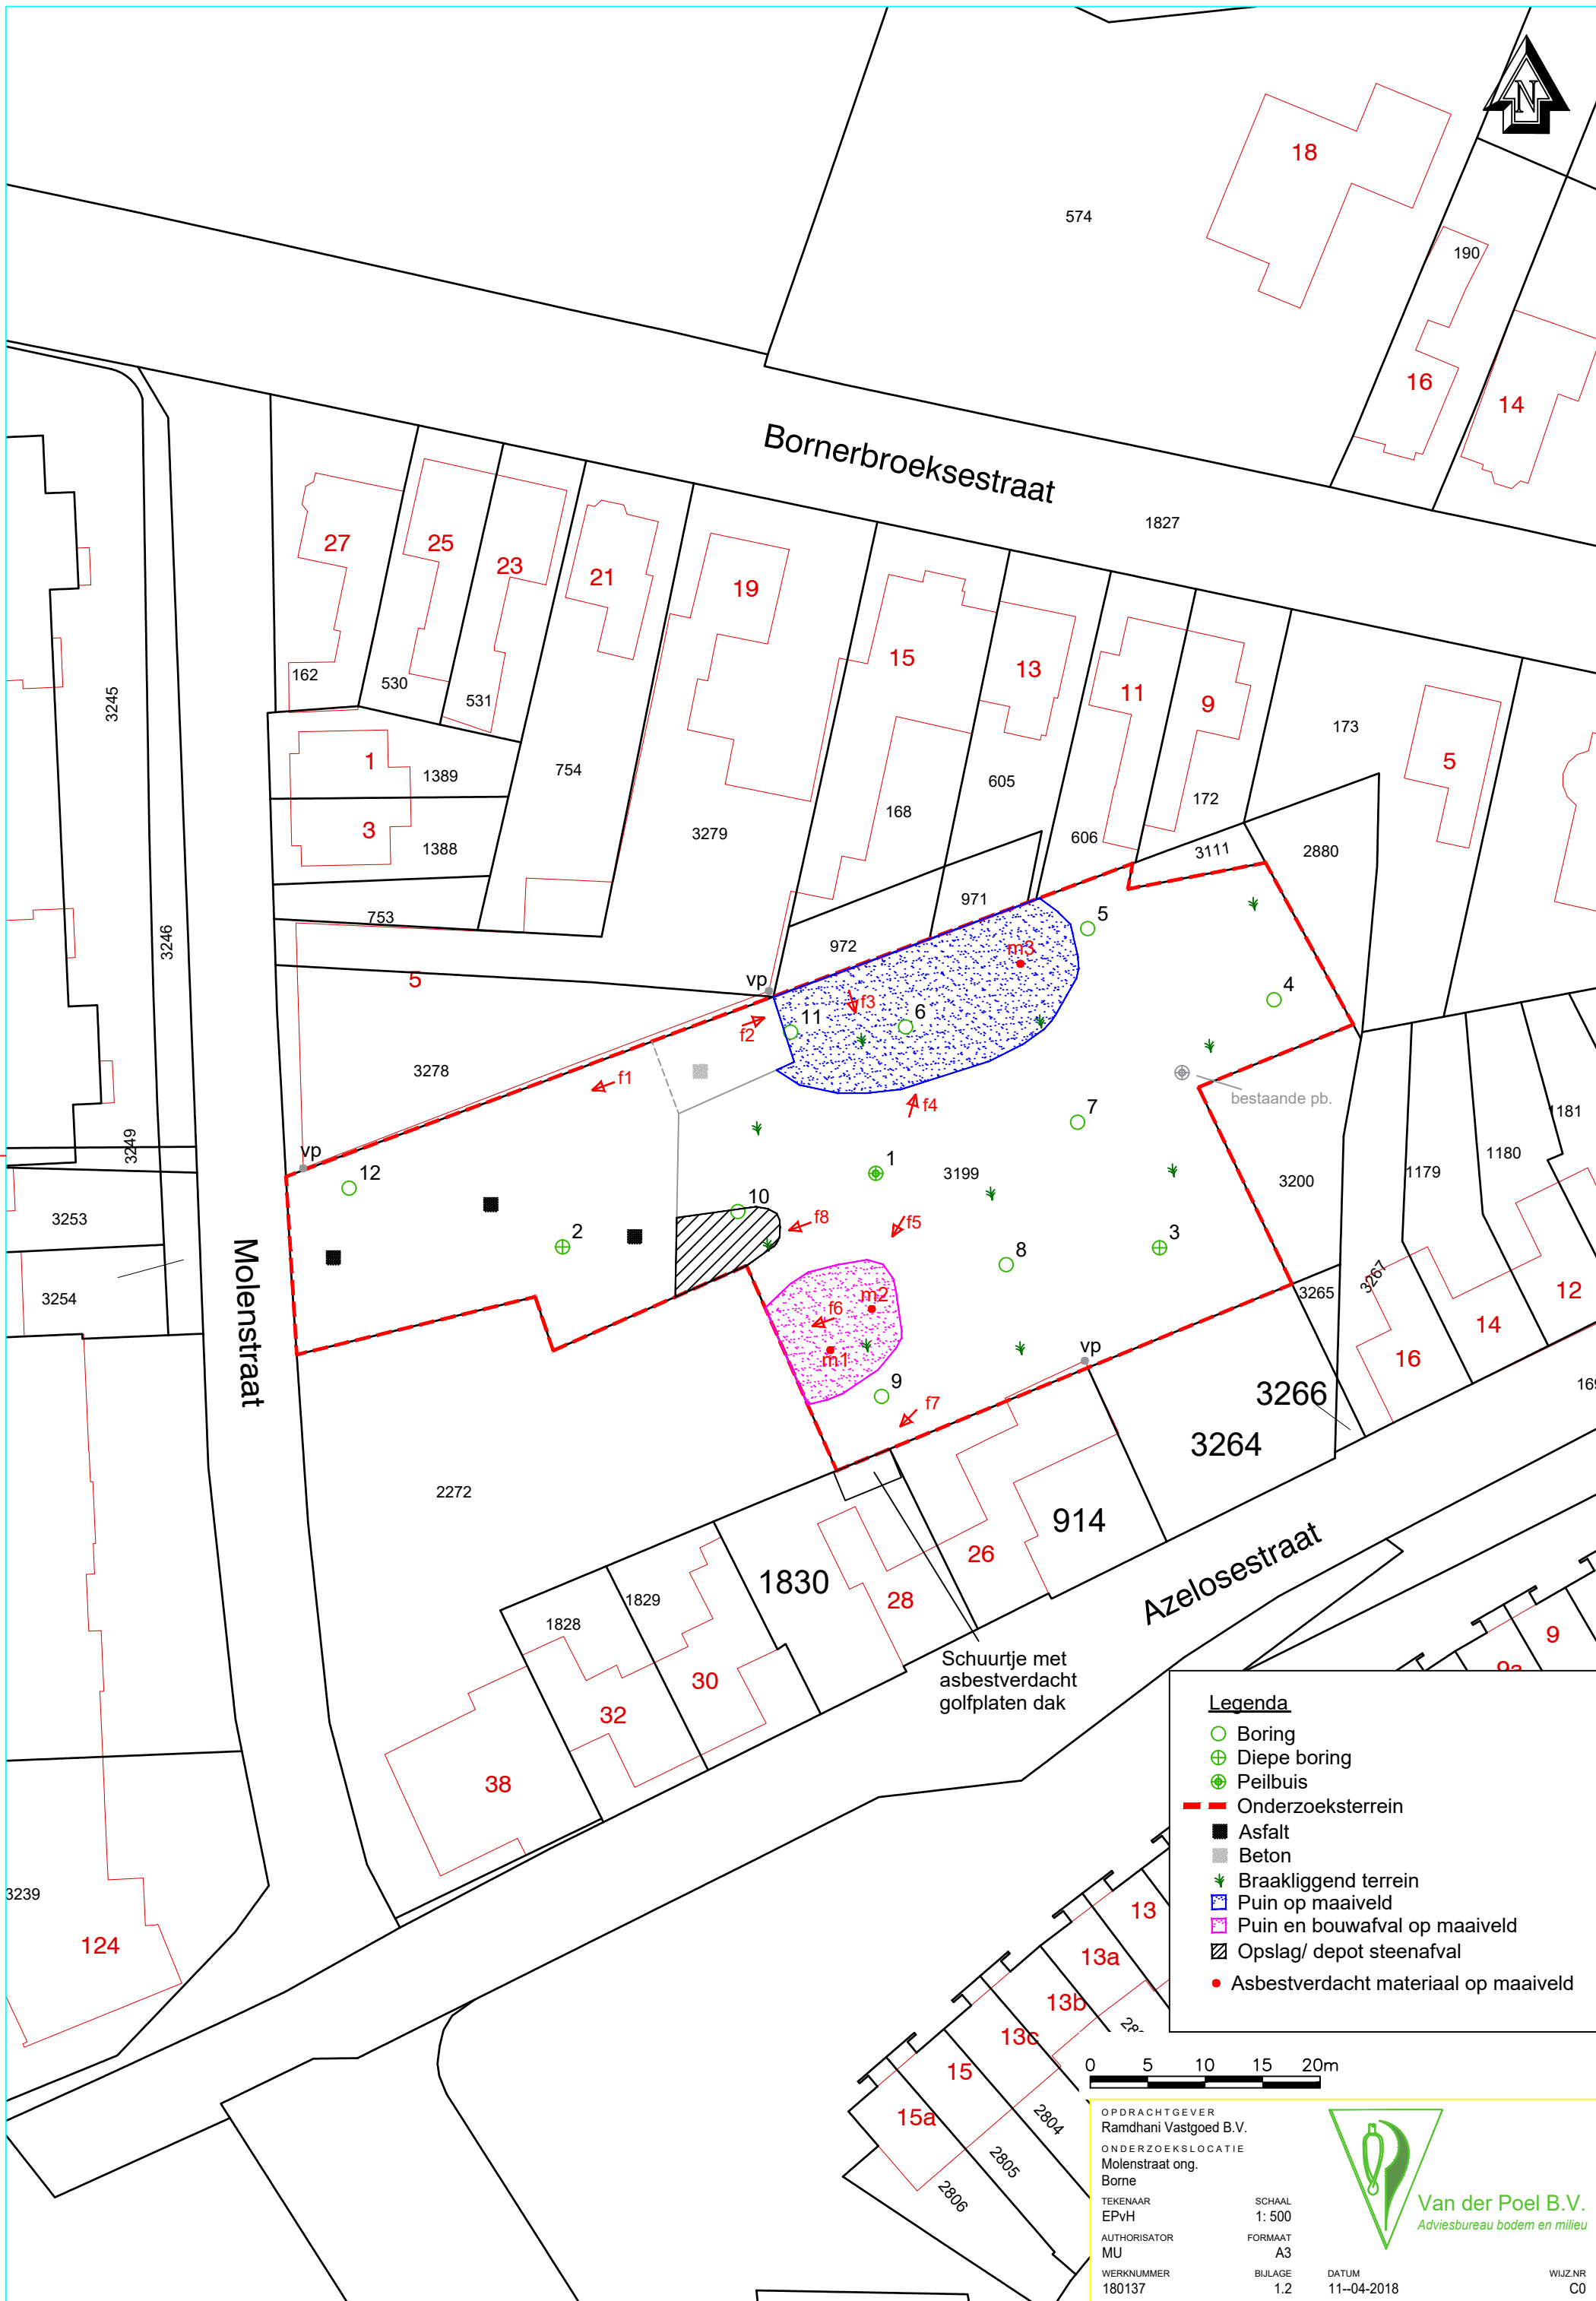 N
18
574
190
16
14
Bornerbroeksestraat
1827
27
25
23
21
19
15
13
11
9
5
162
530
531
754
3279
168
605
606
172
173
3111
2880
971
972
1
1389
3
1388
753
5
3278
3245
3246
3249
3253
3254
Molenstraat
vp
vp
vp
m3
5
4
f3
6
11
f2
f1
f4
7
bestaande pb.
1
3199
12
10
2
f8
f5
8
3
3200
1179
1180
1181
3265
3267
12
14
16
m2
f6
m1
9
f7
3266
3264
914
26
2272
1830
28
1829
1828
30
32
38
Azelosestraat
Schuurtje met
asbestverdacht
golfplaten dak
9
3239
124
13
13a
13b
13c
15
15a
2804
2805
2806
Legenda
Boring
Diepe boring
Peilbuis
Onderzoeksterrein
Asfalt
Beton
Braakliggend terrein
Puin op maaiveld
Puin en bouwafval op maaiveld
Opslag/ depot steenafval
Asbestverdacht materiaal op maaiveld
0 5 10 15 20m
OPDRACHTGEVER
Ramdhani Vastgoed B.V.
ONDERZOEKSLOCATIE
Molenstraat ong.
Borne
TEKENAAR SCHAAL
EPvH 1: 500
AUTHORISATOR FORMAAT
MU A3
WERKNUMMER BIJLAGE DATUM WIJZ.NR
180137 1.2 11--04-2018 C0
Van der Poel B.V.
Adviesbureau bodem en milieu